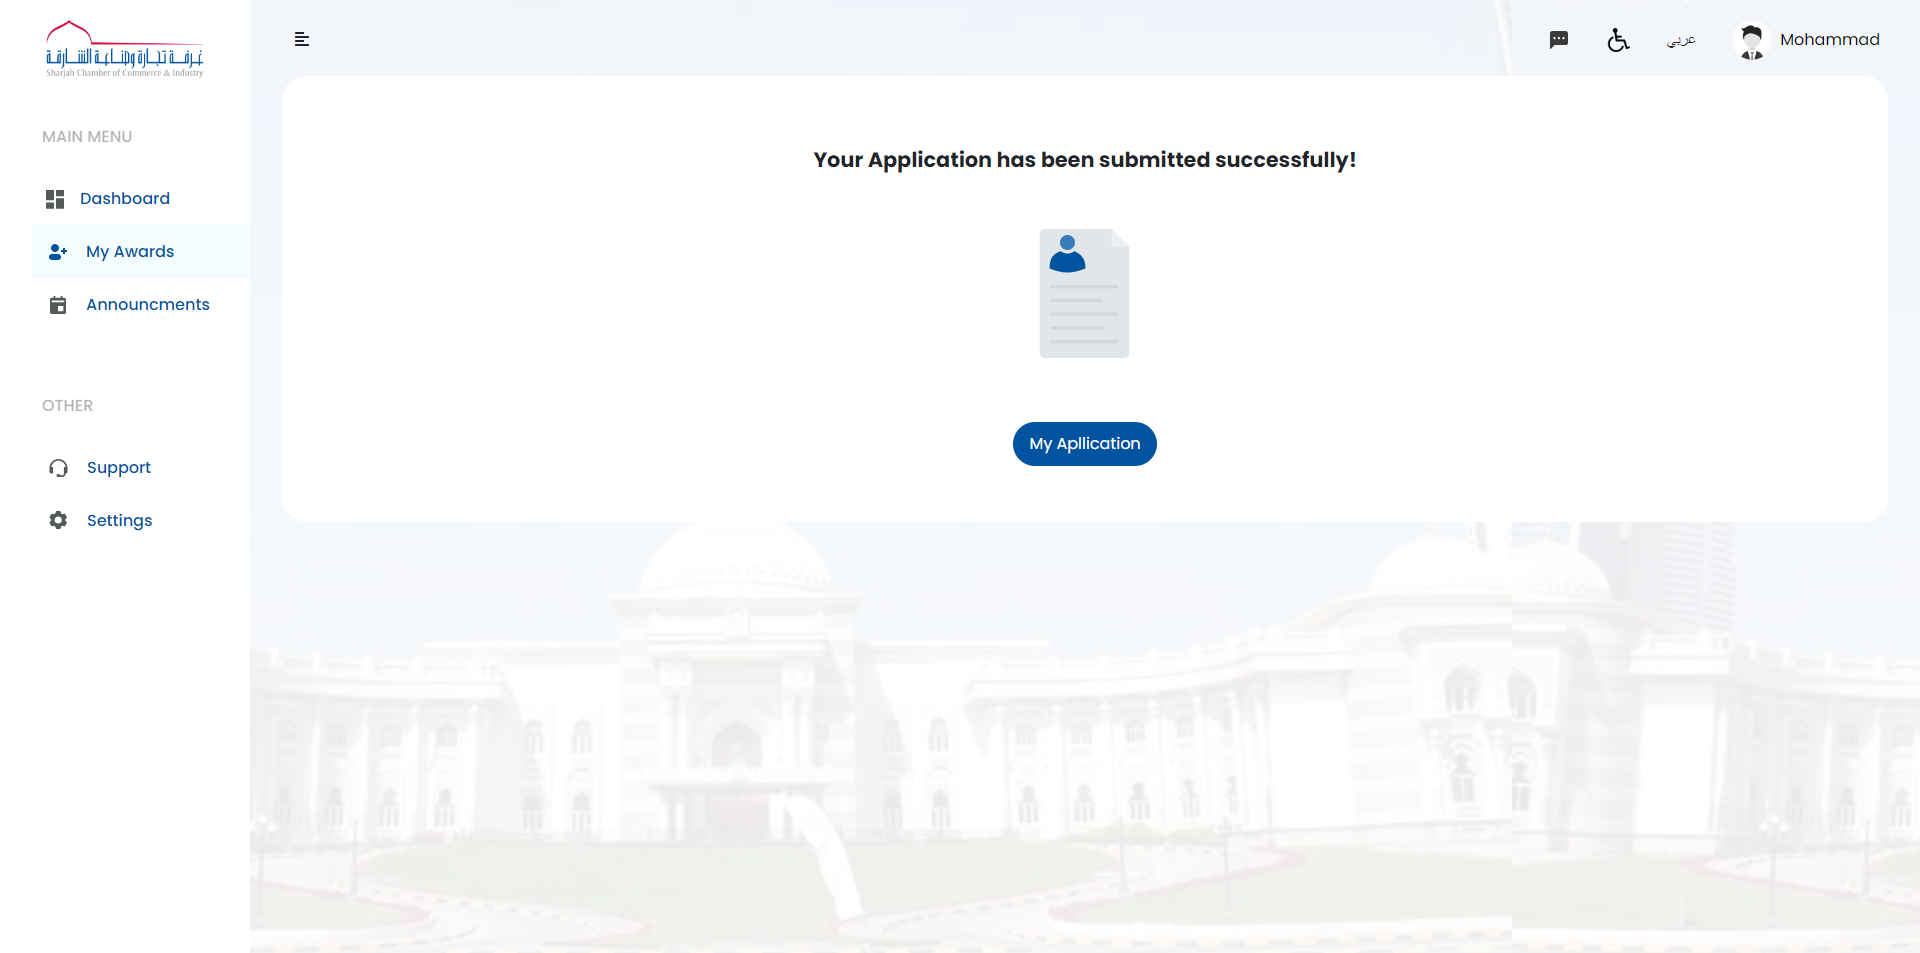 غرفة تجارة وصناعة الشارقة
Sharjah Chamber of Commerce & Industry
MAIN MENU
Dashboard
My Awards
Announcments
OTHER
Support
Settings
عربي
Mohammad
Your Application has been submitted successfully!
My Apllication